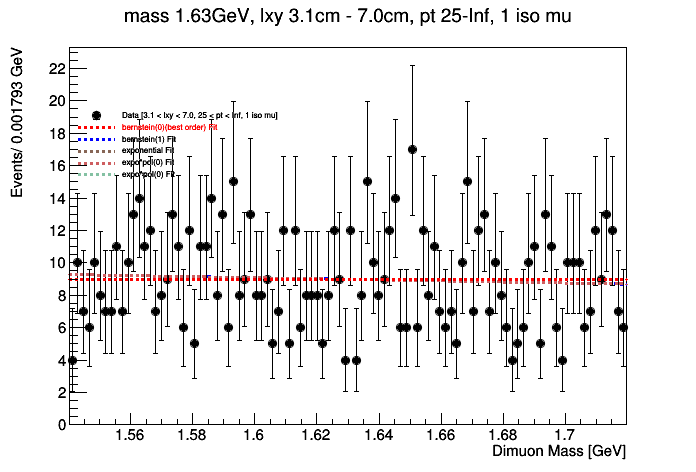 mass 1.63GeV, lxy 3.1cm - 7.0cm, pt 25-Inf, 1 iso mu
Events/ 0.001793 GeV
22
20
18
16
14
12
10
8
6
4
2
0
Data [3.1 < lxy < 7.0, 25 < pt < Inf, 1 iso mu]
bernstein(0)(best order) Fit
bernstein(1) Fit
exponential Fit
expo*pol(0) Fit
expo*pol(0) Fit
1.56
1.58
1.6
1.62
1.64
1.66
1.68
1.7
Dimuon Mass [GeV]